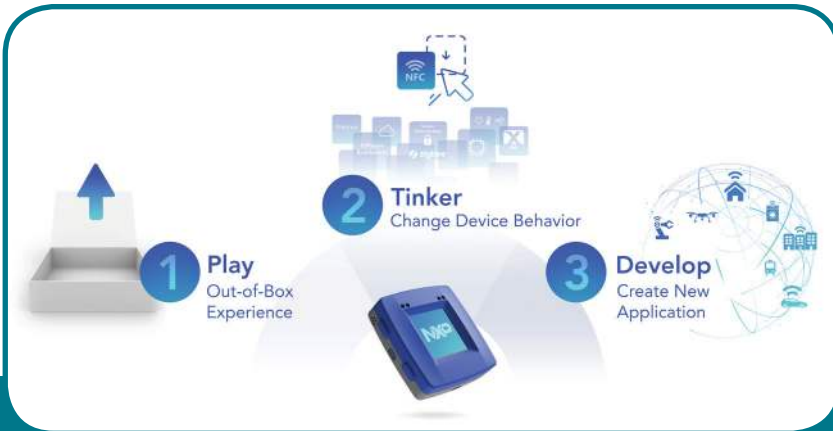 NFC
2
Tinker
Change Device Behavior
1
Play
Out-of-Box
Experience
3
Develop
Create New
Application
NXP